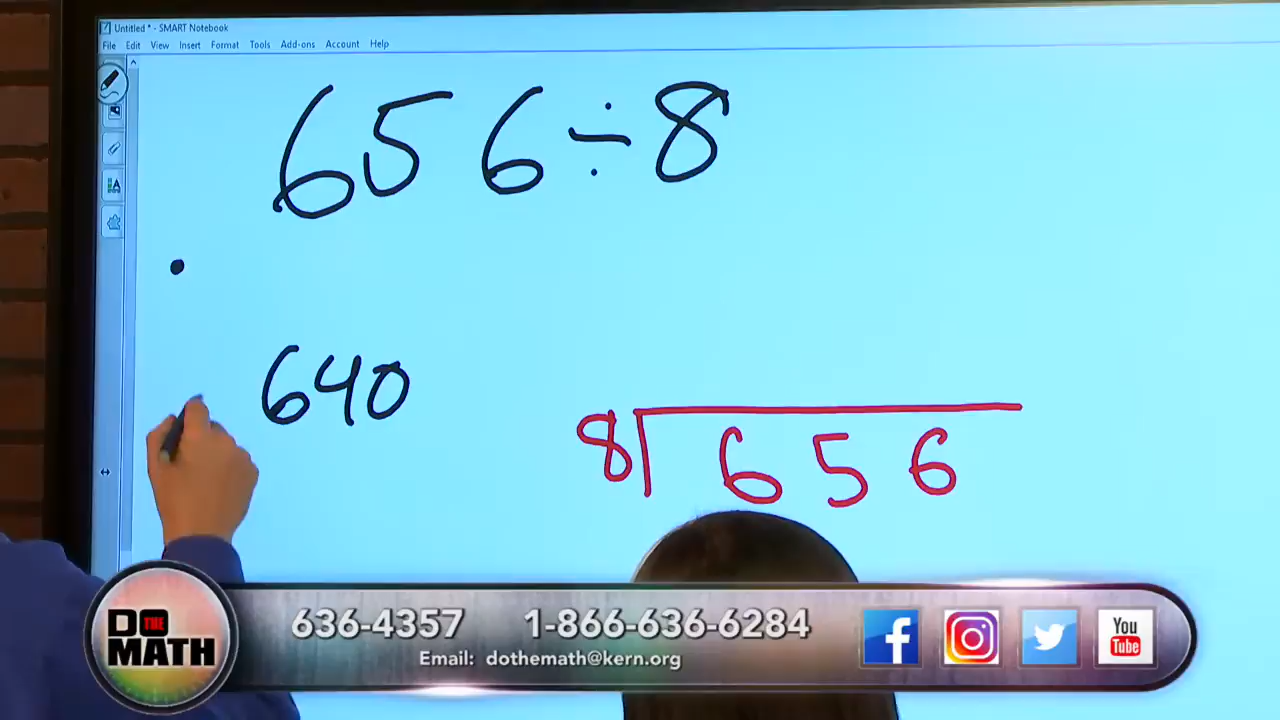 Untitled * - SMART Notebook
File Edit View Insert Format Tools Add-ons Account Help
656÷8
640
8 656
DO THE MATH
636-4357 1-866-636-6284
Email: dothemath@kern.org
f
You Tube